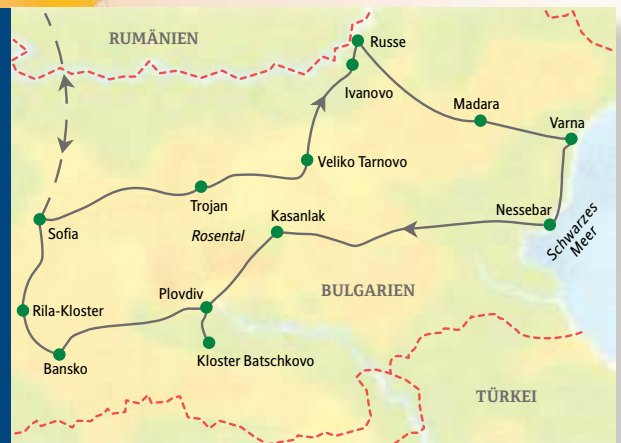 RUMÄNIEN
Russe
Ivanovo
Madara
Varna
Veliko Tarnovo
Trojan
Nessebar
Kasanlak
Sofia
Rosental
Schwarzes
Meer
Plovdiv
BULGARIEN
Rila-Kloster
Kloster Batschkovo
Bansko
TÜRKEI